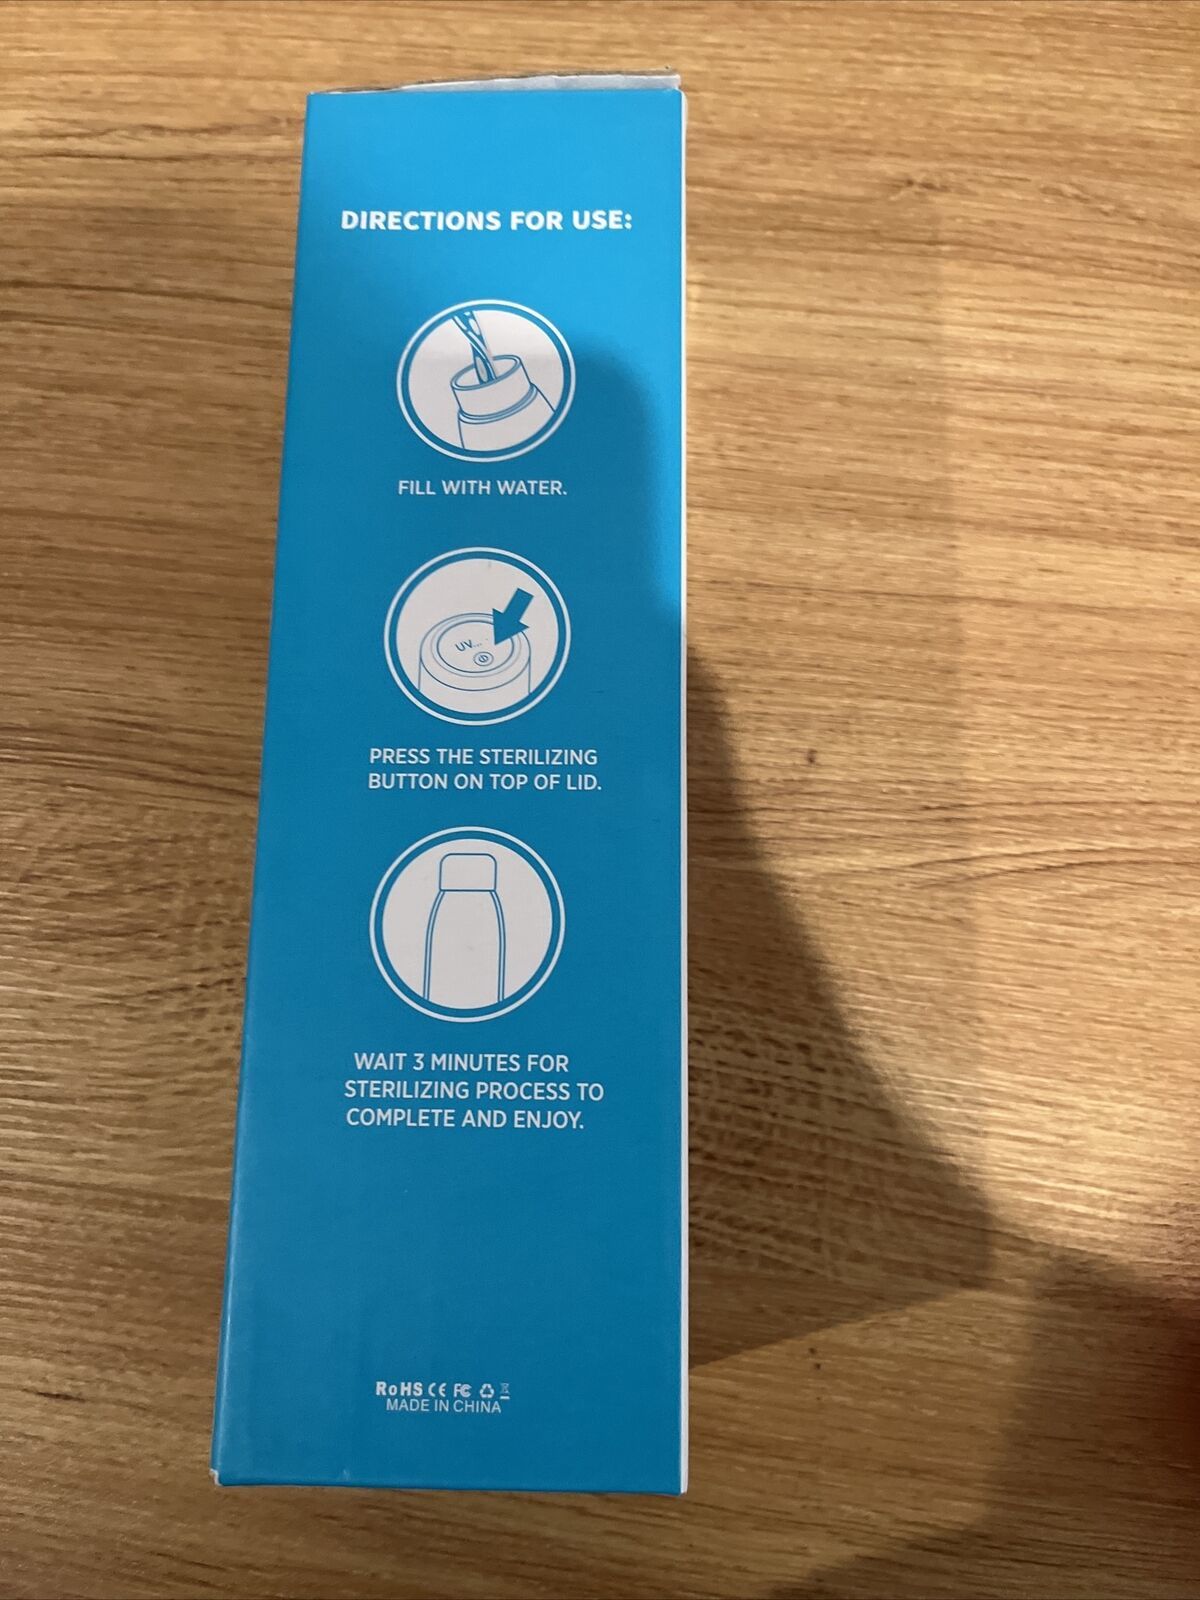 DIRECTIONS FOR USE:
FILL WITH WATER.
UV...
PRESS THE STERILIZING
BUTTON ON TOP OF LID.
WAIT 3 MINUTES FOR
STERILIZING PROCESS TO
COMPLETE AND ENJOY.
RoHS CE FC
MADE IN CHINA